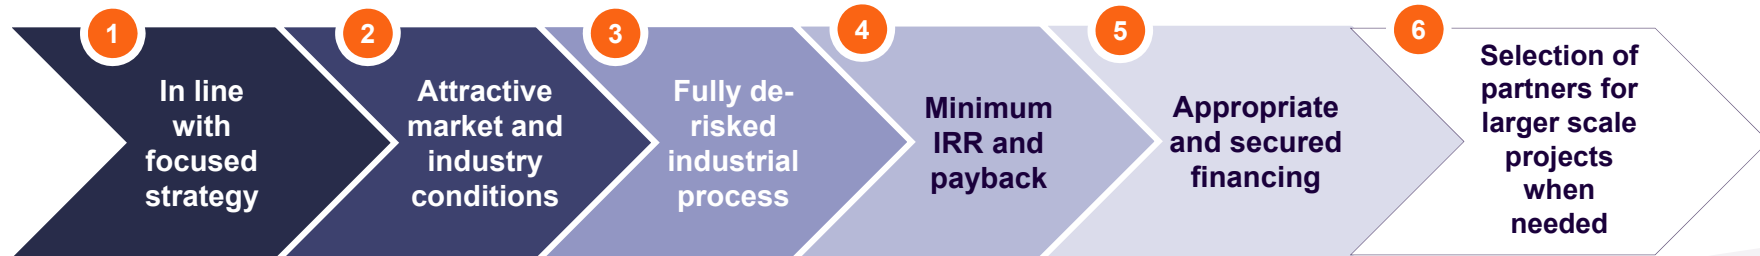 1
In line
with
focused
strategy
2
Attractive
market and
industry
conditions
3
Fully de-
risked
industrial
process
4
Minimum
IRR and
payback
5
Appropriate
and secured
financing
6
Selection of
partners for
larger scale
projects
when
needed